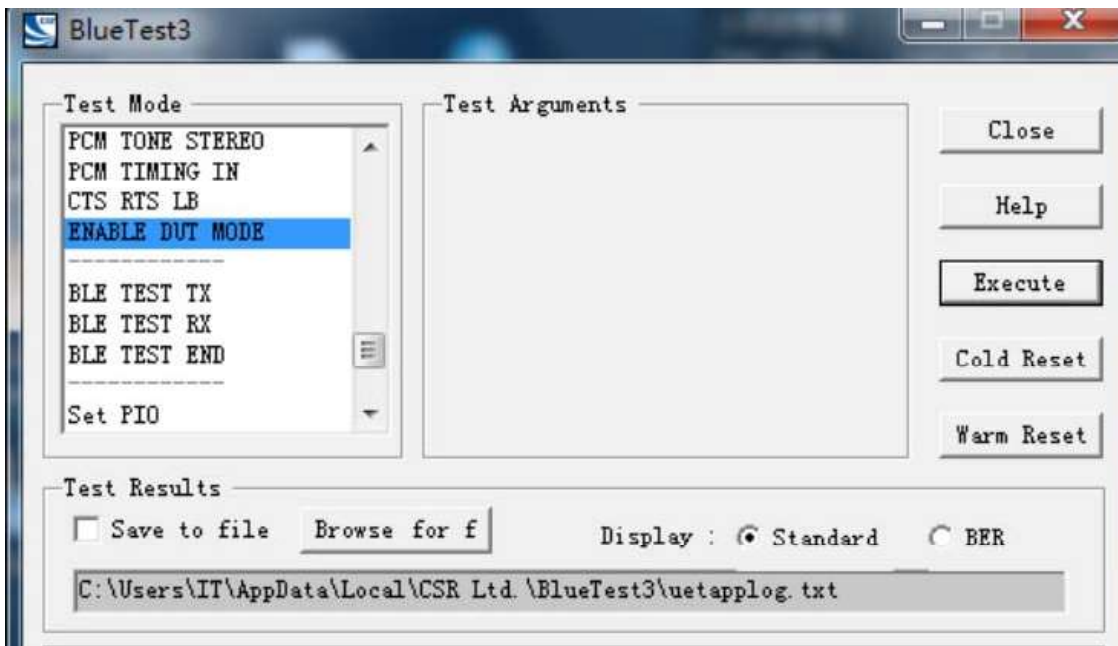 CSR
BlueTest3
Test Mode
PCM TONE STEREO
PCM TIMING IN
CTS RTS LB
ENABLE DUT MODE
------------
BLE TEST TX
BLE TEST RX
BLE TEST END
------------
Set PIO
Test Arguments
Close
Help
Execute
Cold Reset
Warm Reset
Test Results
Save to file
Browse for f
Display :
Standard
BER
C:\Users\IT\AppData\Local\CSR Ltd.\BlueTest3\uetapplog.txt